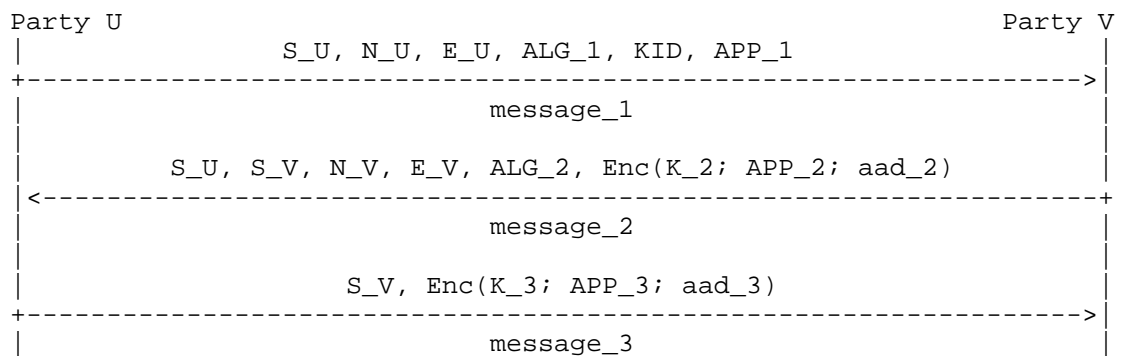 Party U Party V
S_U, N_U, E_U, ALG_1, KID, APP_1
message_1
S_U, S_V, N_V, E_V, ALG_2, Enc(K_2; APP_2; aad_2)
message_2
S_V, Enc(K_3; APP_3; aad_3)
message_3